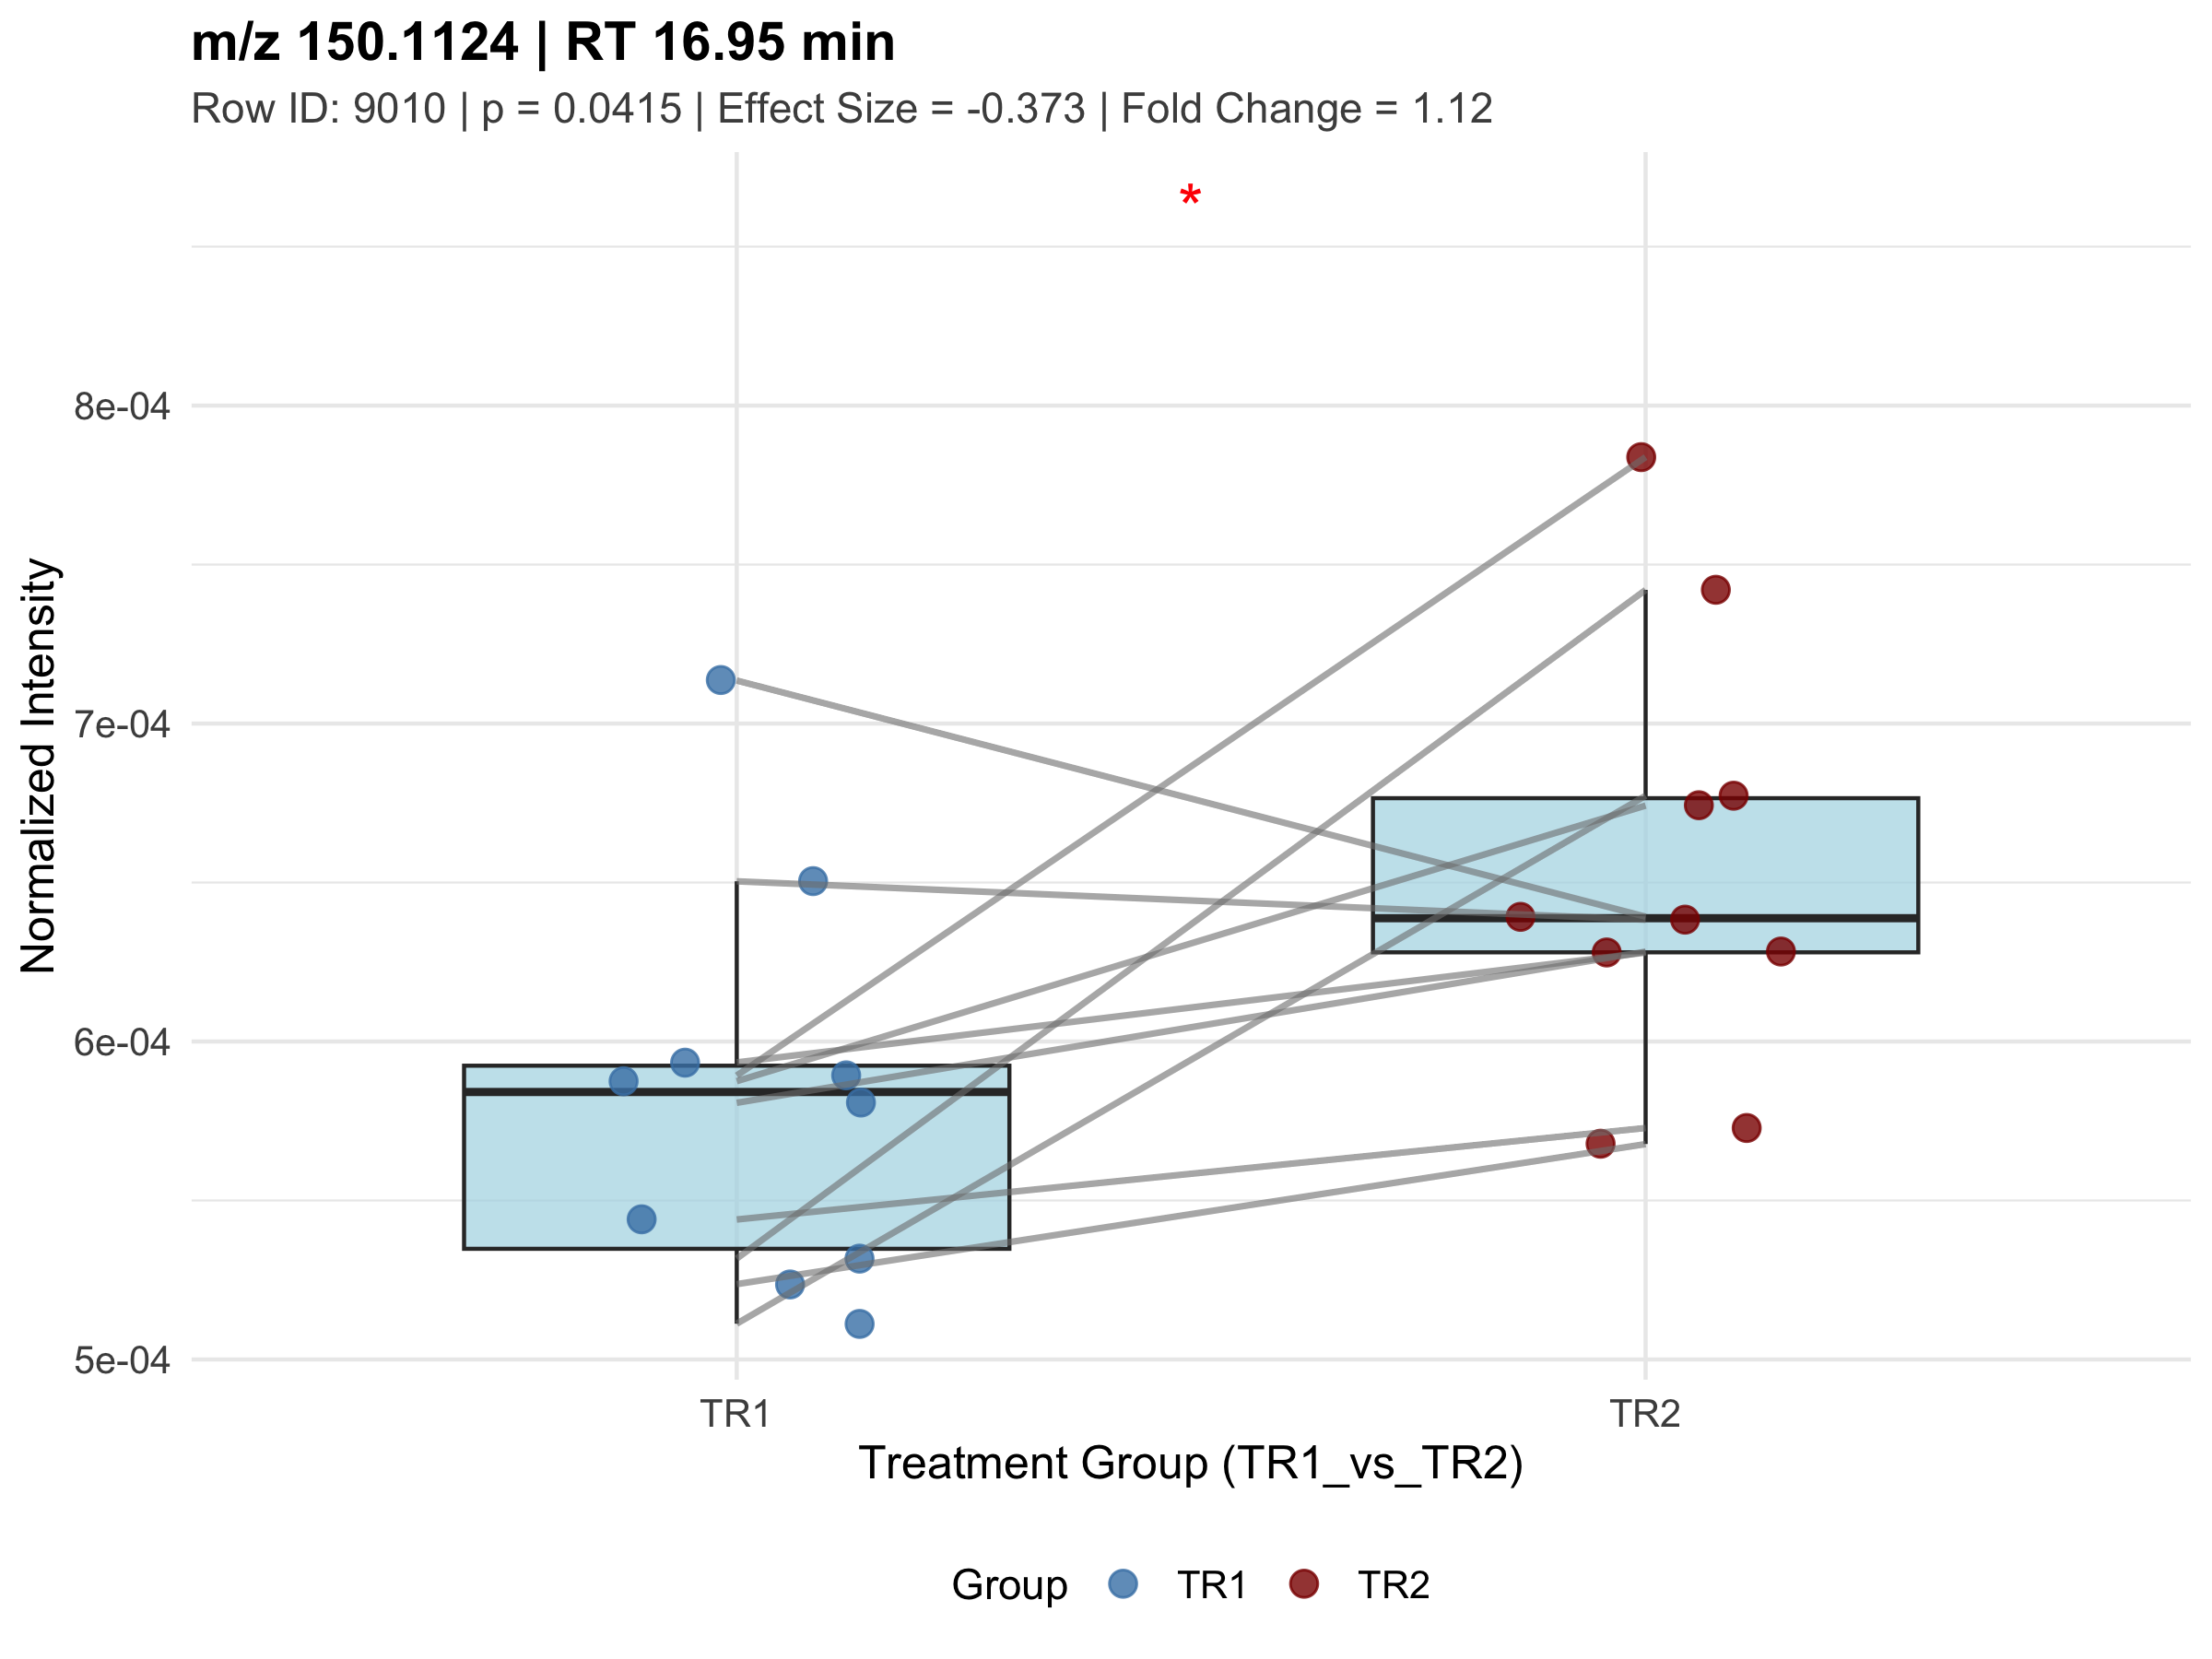 m/z 150.1124 | RT 16.95 min
Row ID: 9010 | p = 0.0415 | Effect Size = -0.373 | Fold Change = 1.12
*
8e-04
7e-04
6e-04
5e-04
Normalized Intensity
TR1
TR2
Treatment Group (TR1_vs_TR2)
Group
TR1
TR2